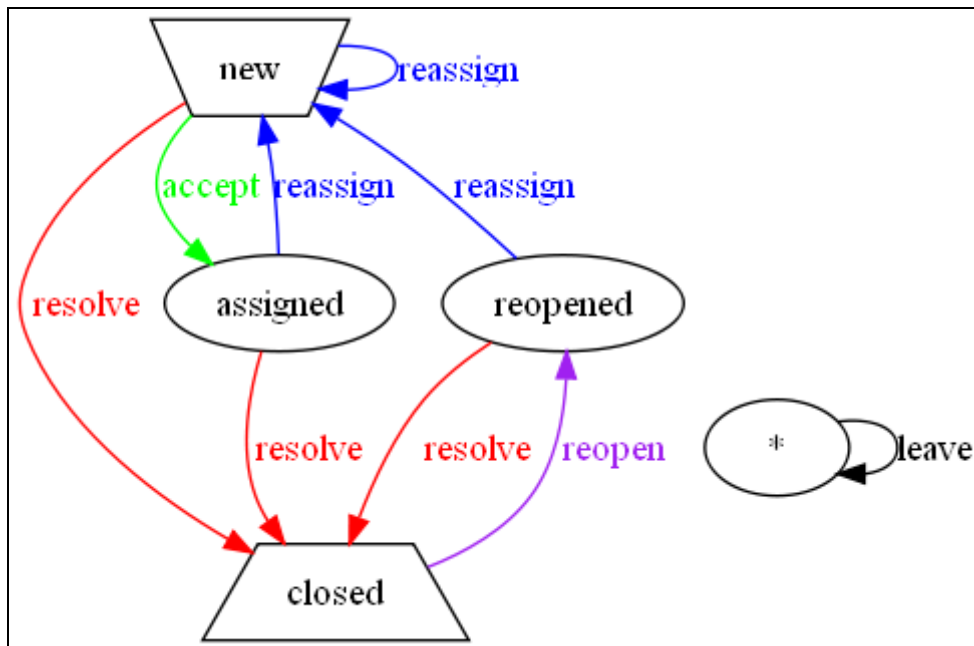 new
reassign
accept
reassign
reassign
resolve
assigned
reopened
resolve
resolve
reopen
*
leave
closed